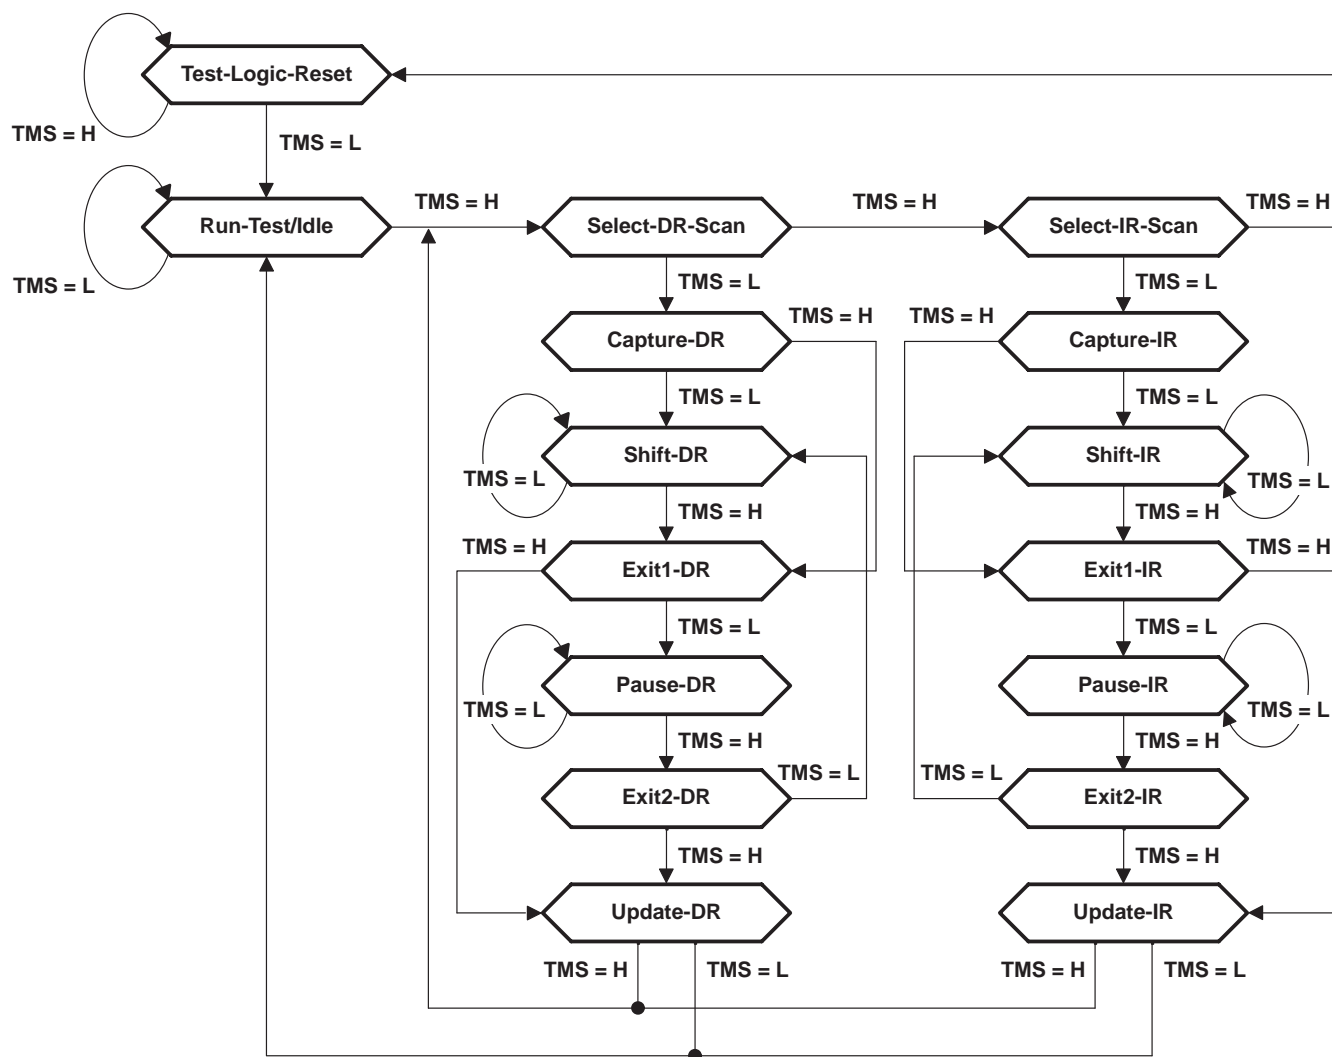 Test-Logic-Reset
TMS = H
TMS = L
Run-Test/Idle
TMS = H
Select-DR-Scan
TMS = H
Select-IR-Scan
TMS = H
TMS = L
TMS = L
TMS = L
TMS = H
TMS = H
Capture-DR
Capture-IR
TMS = L
TMS = L
Shift-DR
Shift-IR
TMS = L
TMS = L
TMS = H
TMS = H
TMS = H
TMS = H
Exit1-DR
Exit1-IR
TMS = L
TMS = L
Pause-DR
Pause-IR
TMS = L
TMS = L
TMS = H
TMS = H
TMS = L
TMS = L
Exit2-DR
Exit2-IR
TMS = H
TMS = H
Update-DR
Update-IR
TMS = H
TMS = L
TMS = H
TMS = L